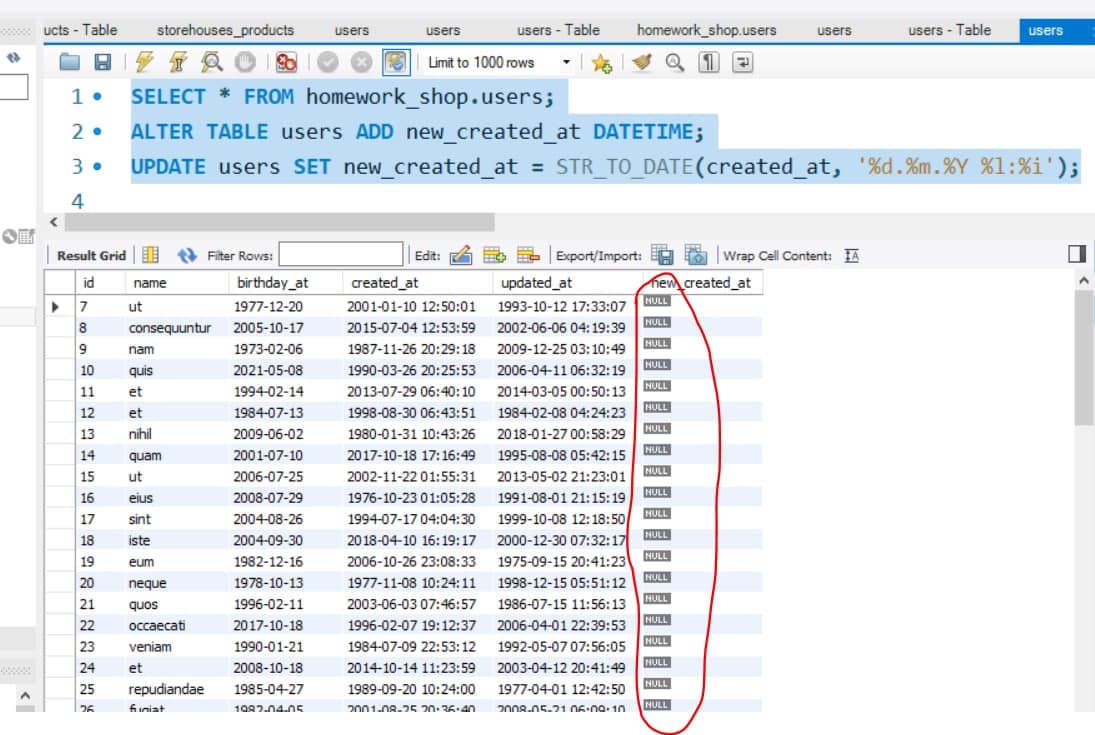 ucts - Table storehouses_products users users users - Table homework_shop.users users users - Table users
Limit to 1000 rows
1 SELECT * FROM homework_shop.users;
2 ALTER TABLE users ADD new_created_at DATETIME;
3 UPDATE users SET new_created_at = STR_TO_DATE(created_at, '%d.%m.%Y %l:%i');
4
Result Grid Filter Rows: Edit: Export/Import: Wrap Cell Content:
id name birthday_at created_at updated_at new_created_at
7 ut 1977-12-20 2001-01-10 12:50:01 1993-10-12 17:33:07 NULL
8 consequuntur 2005-10-17 2015-07-04 12:53:59 2002-06-06 04:19:39 NULL
9 nam 1973-02-06 1987-11-26 20:29:18 2009-12-25 03:10:49 NULL
10 quis 2021-05-08 1990-03-26 20:25:53 2006-04-11 06:32:19 NULL
11 et 1994-02-14 2013-07-29 06:40:10 2014-03-05 00:50:13 NULL
12 et 1984-07-13 1998-08-30 06:43:51 1984-02-08 04:24:23 NULL
13 nihil 2009-06-02 1980-01-31 10:43:26 2018-01-27 00:58:29 NULL
14 quam 2001-07-10 2017-10-18 17:16:49 1995-08-08 05:42:15 NULL
15 ut 2006-07-25 2002-11-22 01:55:31 2013-05-02 21:23:01 NULL
16 eius 2008-07-29 1976-10-23 01:05:28 1991-08-01 21:15:19 NULL
17 sint 2004-08-26 1994-07-17 04:04:30 1999-10-08 12:18:50 NULL
18 iste 2004-09-30 2018-04-10 16:19:17 2000-12-30 07:32:17 NULL
19 eum 1982-12-16 2006-10-26 23:08:33 1975-09-15 20:41:23 NULL
20 neque 1978-10-13 1977-11-08 10:24:11 1998-12-15 05:51:12 NULL
21 quos 1996-02-11 2003-06-03 07:46:57 1986-07-15 11:56:13 NULL
22 occaecati 2017-10-18 1996-02-07 19:12:37 2006-04-01 22:39:53 NULL
23 veniam 1990-01-21 1984-07-09 22:53:12 1992-05-07 07:56:05 NULL
24 et 2008-10-18 2014-10-14 11:23:59 2003-04-12 20:41:49 NULL
25 repudiandae 1985-04-27 1989-09-20 10:24:00 1977-04-01 12:42:50 NULL
26 fugiat 1982-04-05 2001-08-25 20:36:40 2008-05-21 06:09:10 NULL